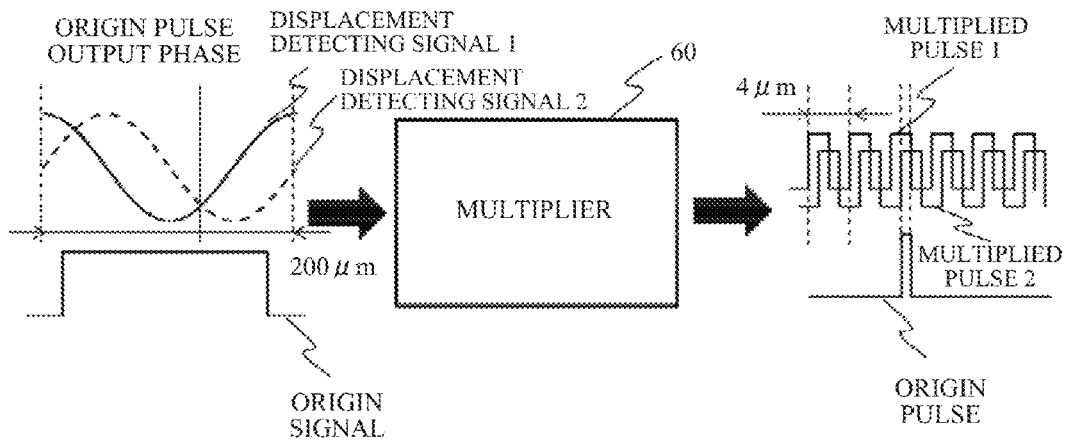 ORIGIN PULSE
OUTPUT PHASE
DISPLACEMENT
DETECTING SIGNAL 1
DISPLACEMENT
DETECTING SIGNAL 2
200 μm
ORIGIN
SIGNAL
60
MULTIPLIER
MULTIPLIED
PULSE 1
4 μm
MULTIPLIED
PULSE 2
ORIGIN
PULSE